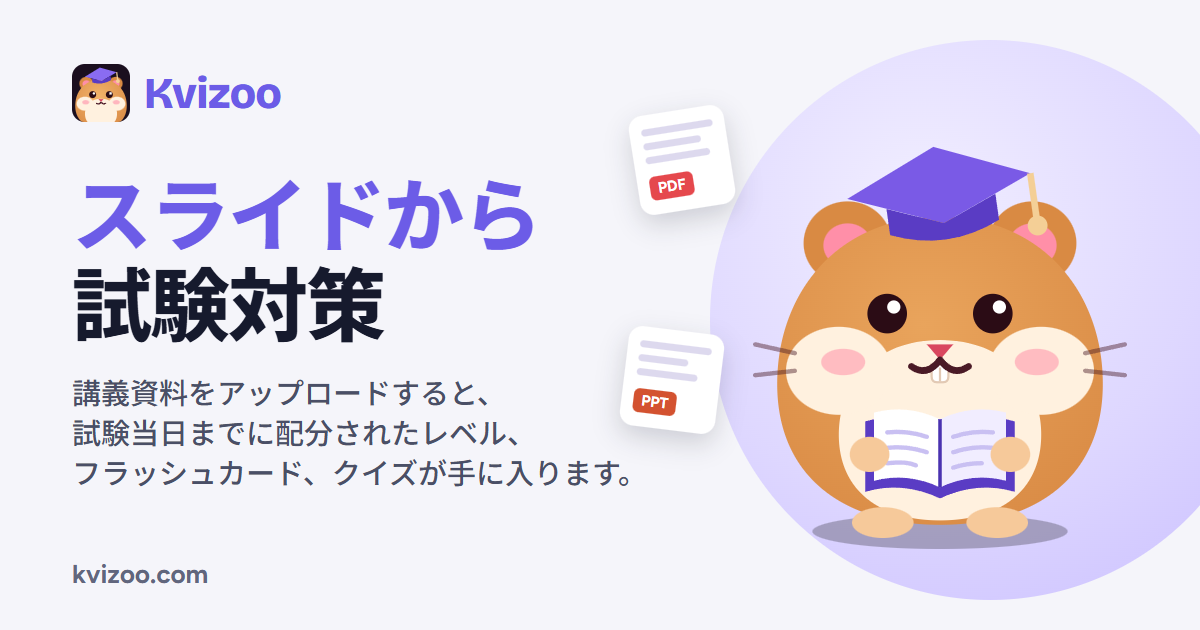 Kvizoo
スライドから
試験対策
講義資料をアップロードすると、
試験当日までに配分されたレベル、
フラッシュカード、クイズが手に入ります。
kvizoo.com
PDF
PPT